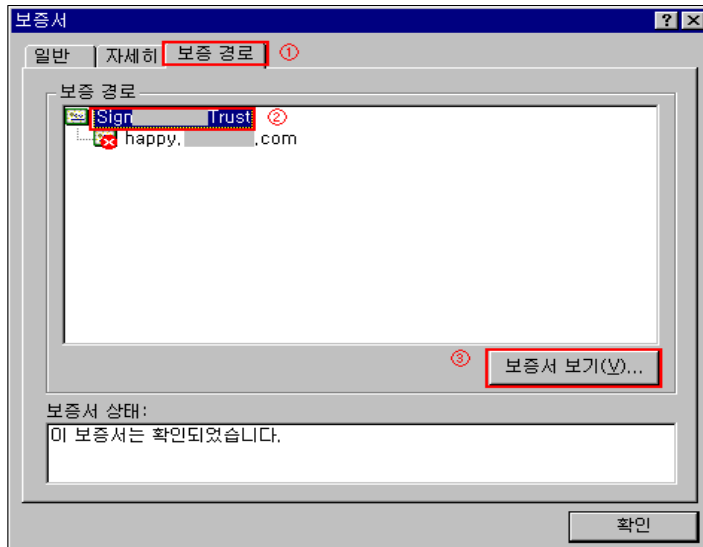 보증서
일반 자세히 보증 경로 ①
보증 경로
Sign Trust ②
happy. .com
③ 보증서 보기(V)...
보증서 상태:
이 보증서는 확인되었습니다.
확인